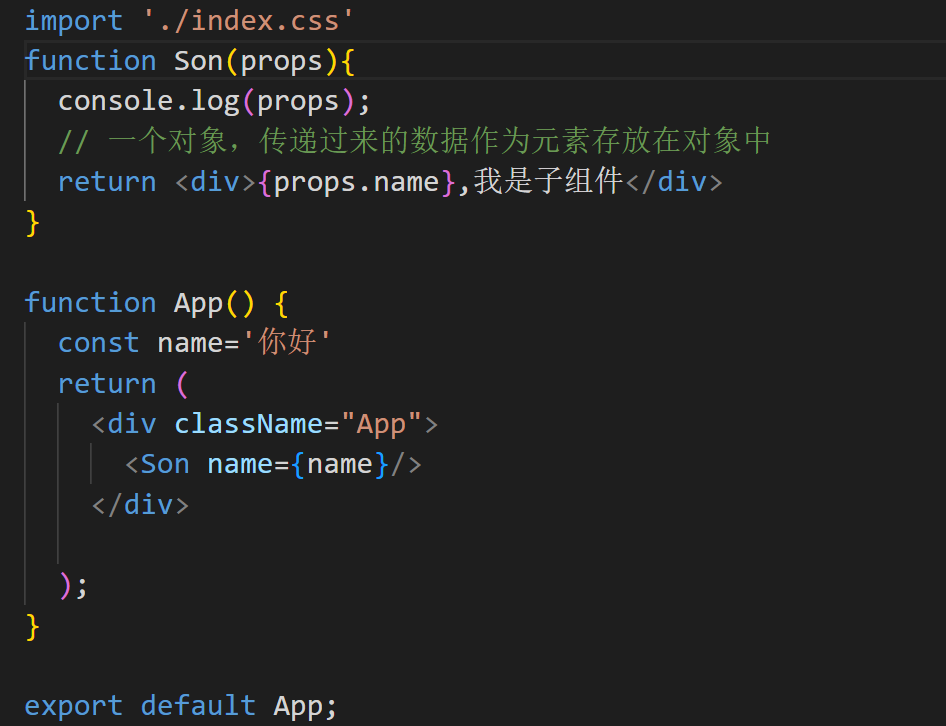 import './index.css'
function Son(props){
  console.log(props);
  // 一个对象，传递过来的数据作为元素存放在对象中
  return <div>{props.name},我是子组件</div>
}

function App() {
  const name='你好'
  return (
    <div className="App">
      <Son name={name}/>
    </div>

  );
}

export default App;